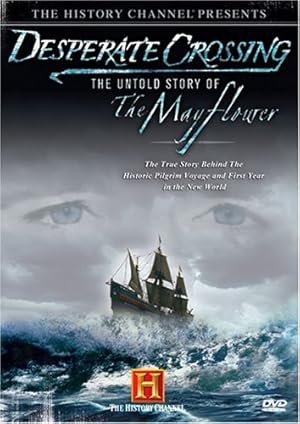 THE HISTORY CHANNEL PRESENTS
DESPERATE CROSSING
THE UNTOLD STORY OF
The Mayflower
The True Story Behind The
Historic Pilgrim Voyage and First Year
in the New World
H
THE HISTORY CHANNEL
DVD